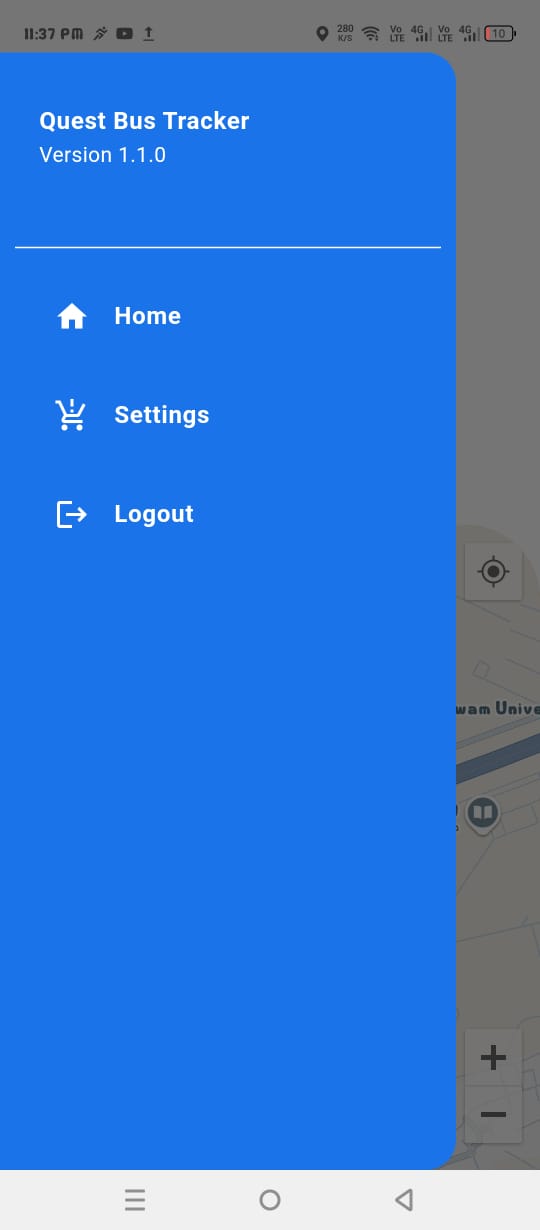 11:37 PM
280
K/S
Vo
LTE
4G
Vo
LTE
4G
10
Quest Bus Tracker
Version 1.1.0
Home
Settings
Logout
wam Unive